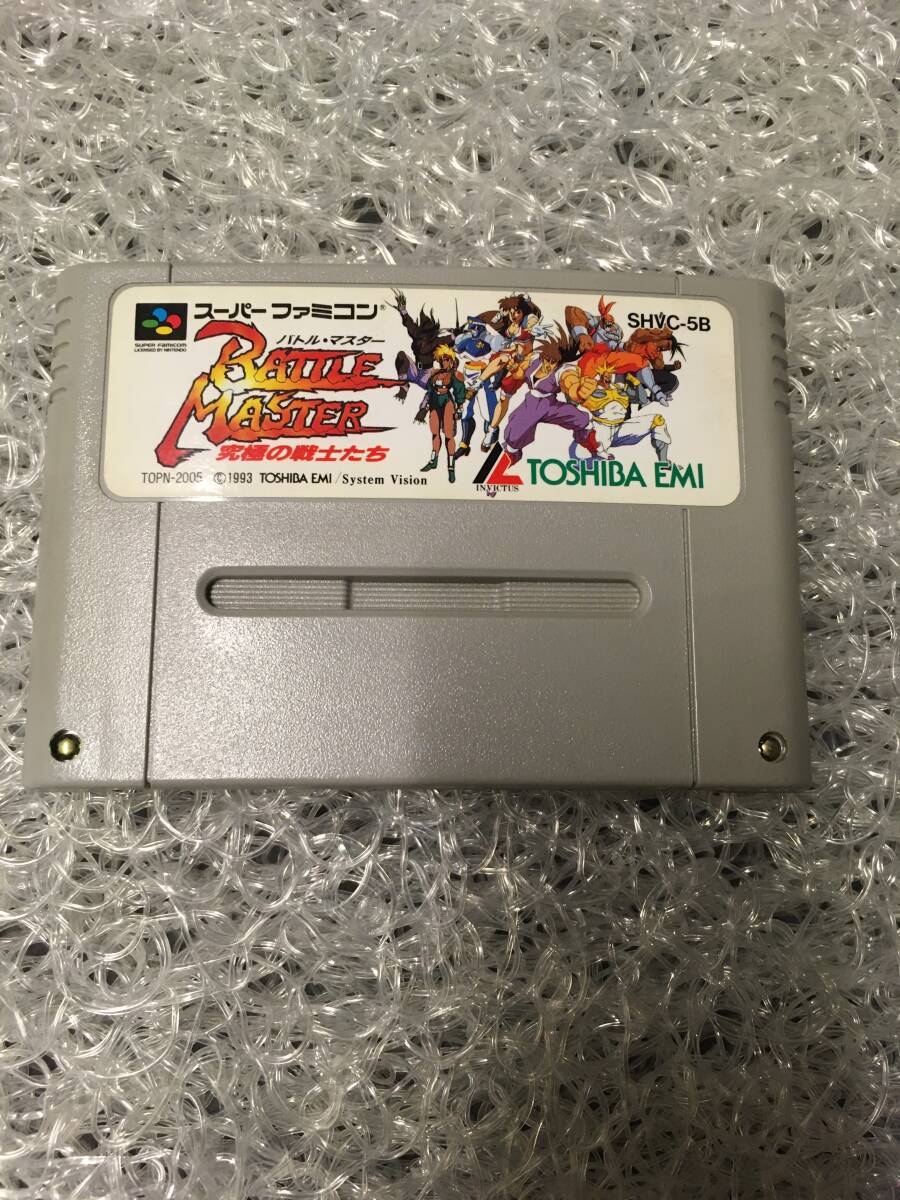 スーパーファミコン®
SUPER FAMICOM
LICENSED BY NINTENDO
バトル・マスター
BATTLE
MASTER
究極の戦士たち
TOPN-2005 ©1993 TOSHIBA EMI/System Vision
SHVC-5B
INVICTUS
TOSHIBA EMI